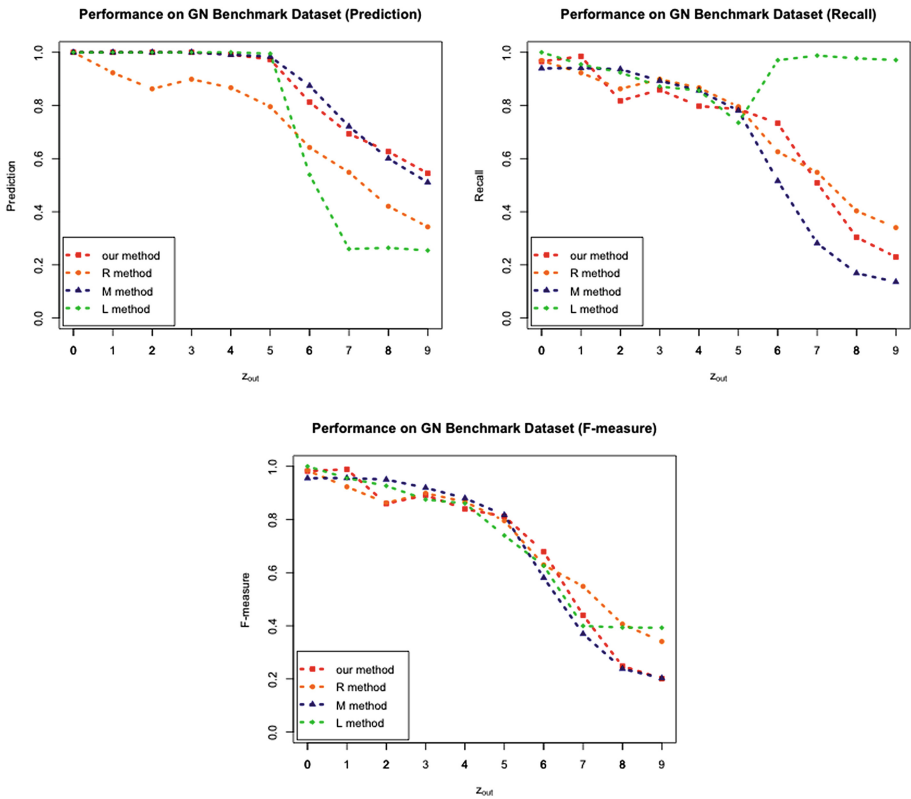 Performance on GN Benchmark Dataset (Prediction)
Prediction
1.0
0.8
0.6
0.4
0.2
0.0
our method
R method
M method
L method
0 1 2 3 4 5 6 7 8 9
zout
Performance on GN Benchmark Dataset (Recall)
Recall
1.0
0.8
0.6
0.4
0.2
0.0
our method
R method
M method
L method
0 1 2 3 4 5 6 7 8 9
zout
Performance on GN Benchmark Dataset (F-measure)
F-measure
1.0
0.8
0.6
0.4
0.2
0.0
our method
R method
M method
L method
0 1 2 3 4 5 6 7 8 9
zout